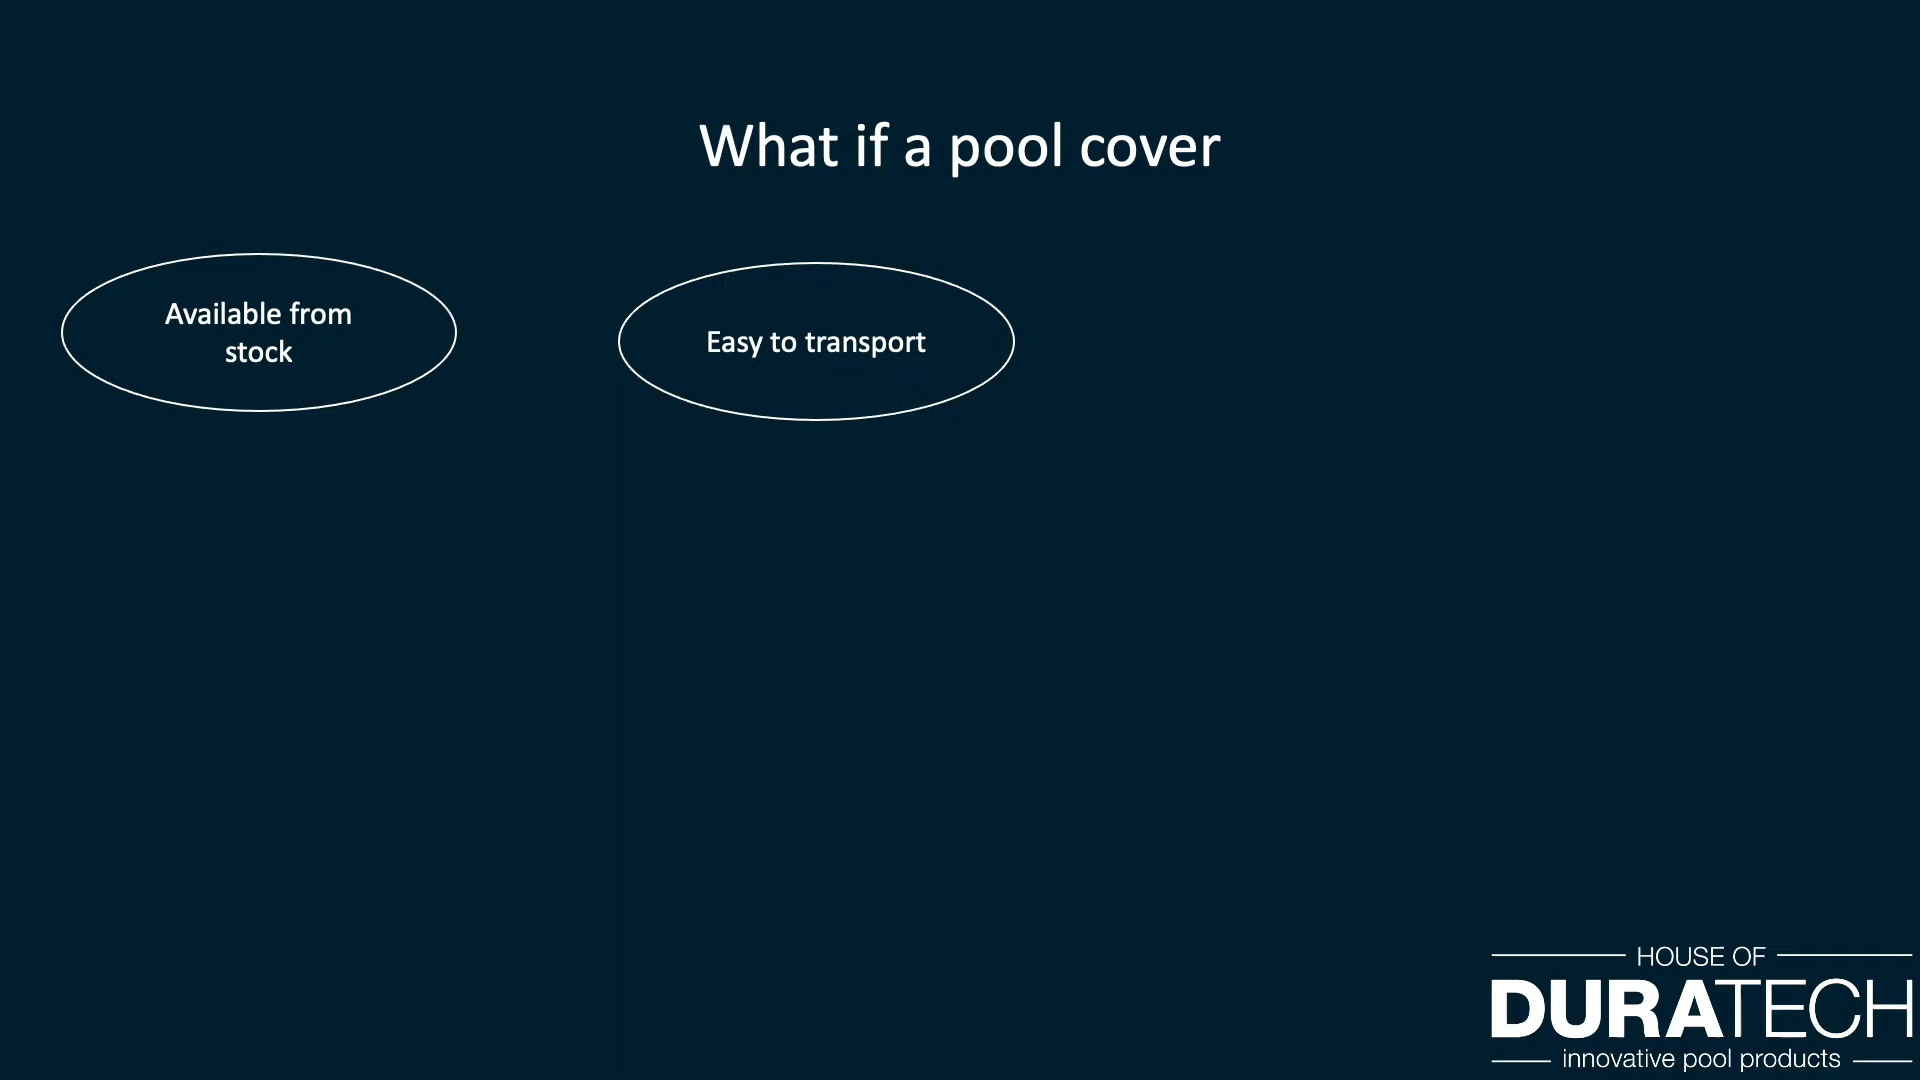 What if a pool cover
Available from
stock
Easy to transport
HOUSE OF
DURATECH
innovative pool products